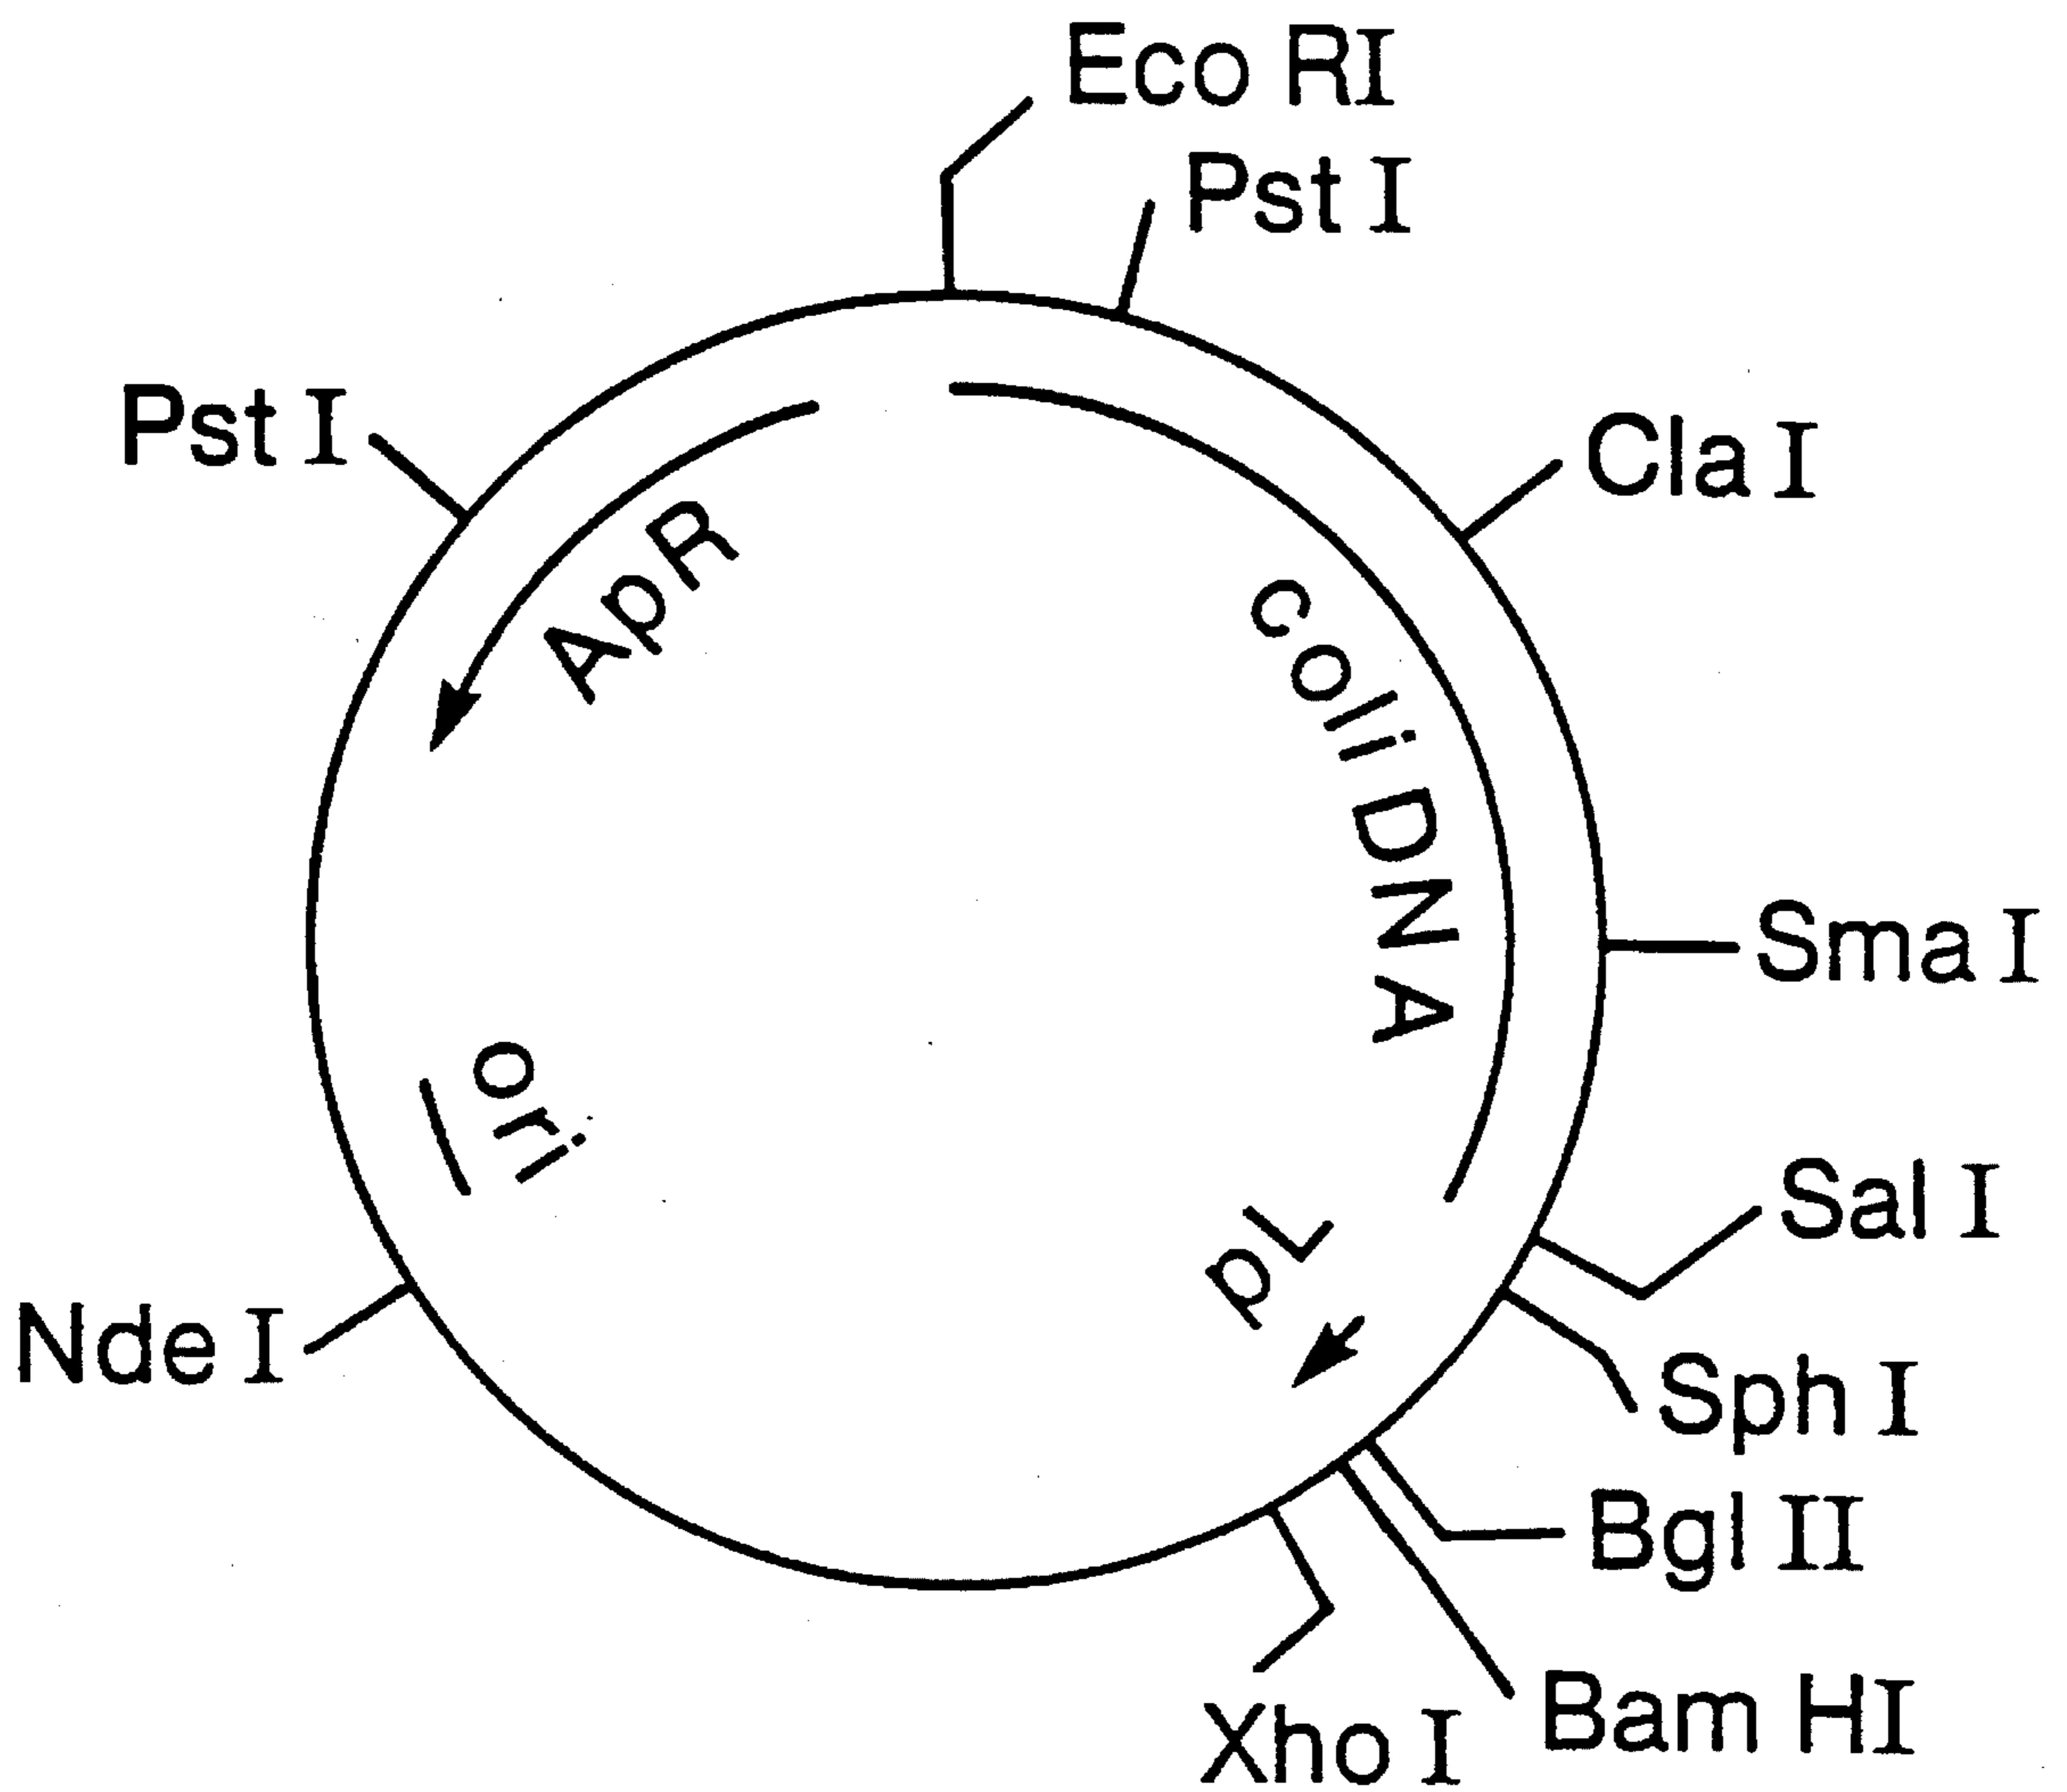 Eco RI
Pst I
Pst I
Cla I
ApR
coli DNA
Sma I
ori
Sal I
pL
Nde I
Sph I
Bgl II
Bam HI
Xho I